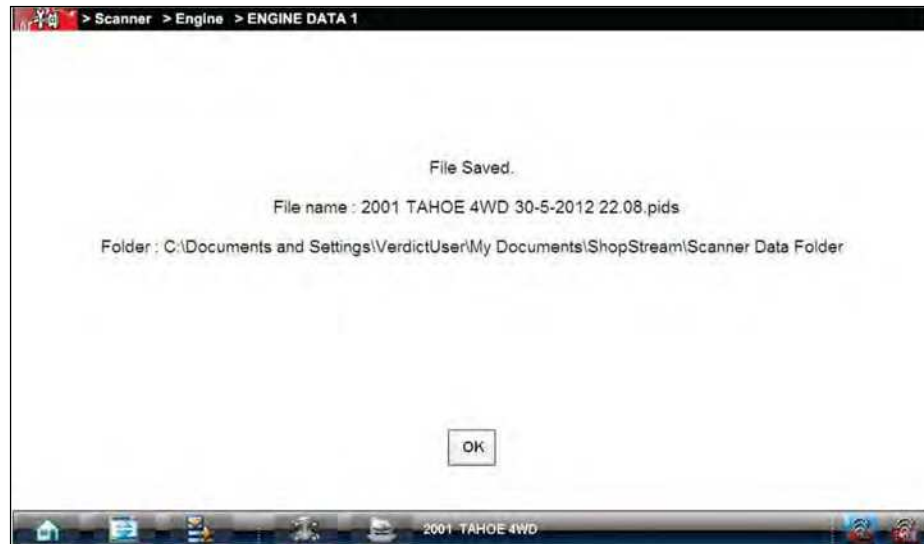 > Scanner > Engine > ENGINE DATA 1
File Saved.
File name : 2001 TAHOE 4WD 30-5-2012 22.08.pids
Folder : C:\Documents and Settings\VerdictUser\My Documents\ShopStream\Scanner Data Folder
OK
2001 TAHOE 4WD